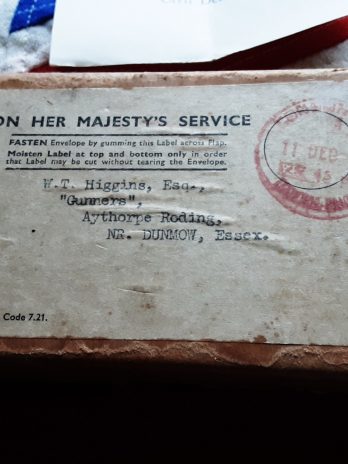 ON HER MAJESTY'S SERVICE
FASTEN Envelope by gumming this Label across Flap.
Moisten Label at top and bottom only in order
that Label may be cut without tearing the Envelope.
11 DEC
W.T. Higgins, Esq.,
"Gunners",
Aythorpe Roding,
NR. DUNMOW, Essex.
Code 7.21.